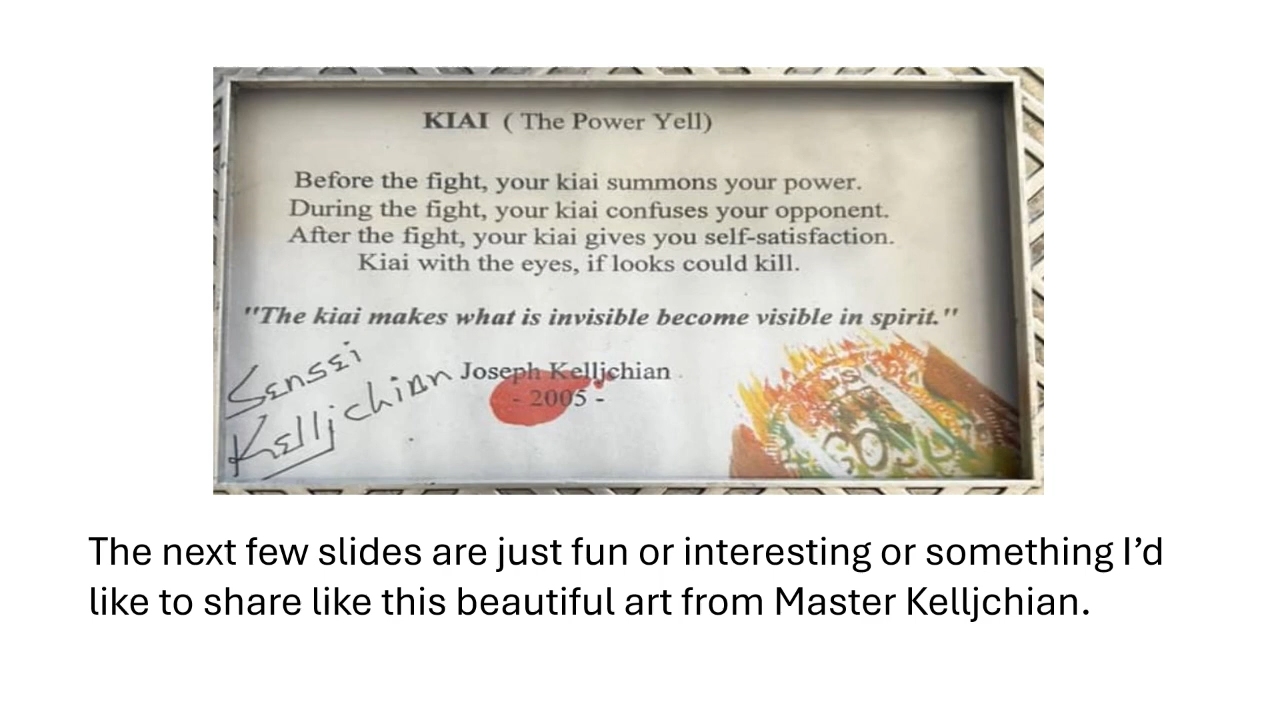 KIAI ( The Power Yell)
Before the fight, your kiai summons your power.
During the fight, your kiai confuses your opponent.
After the fight, your kiai gives you self-satisfaction.
Kiai with the eyes, if looks could kill.
"The kiai makes what is invisible become visible in spirit."
Sensei
Kelljchian
Joseph Kelljchian
- 2005 -
The next few slides are just fun or interesting or something I’d
like to share like this beautiful art from Master Kelljchian.